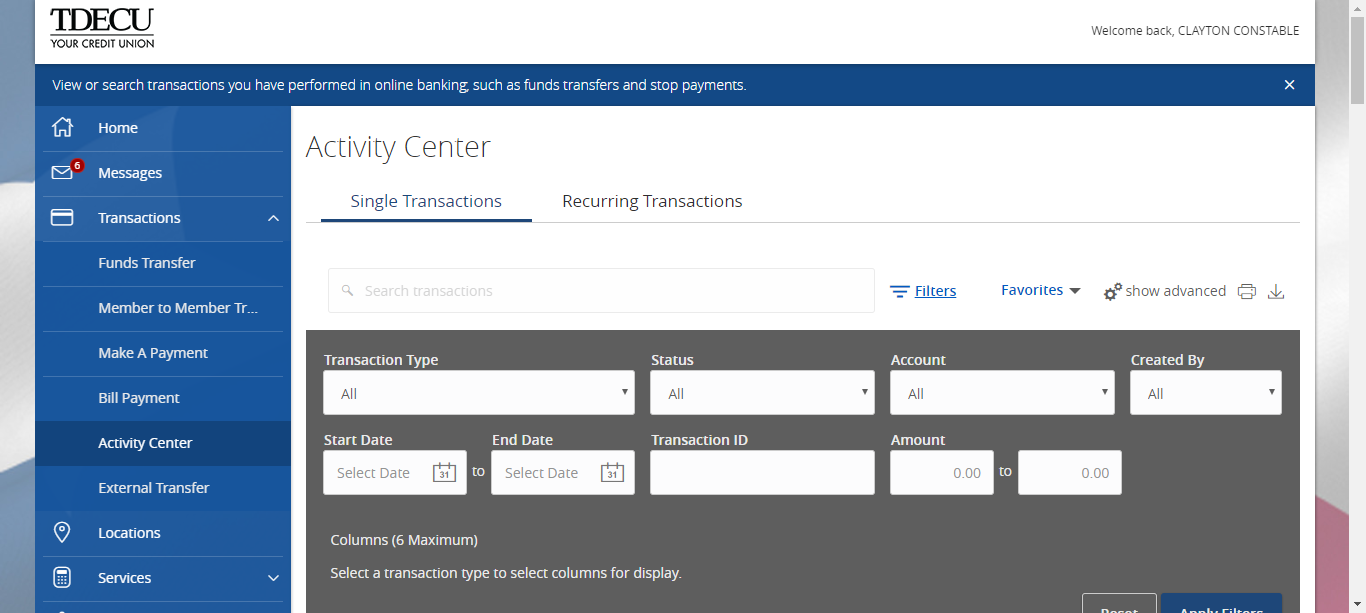 TDECU
YOUR CREDIT UNION
Welcome back, CLAYTON CONSTABLE
View or search transactions you have performed in online banking, such as funds transfers and stop payments.
Home
6
Messages
Transactions
Funds Transfer
Member to Member Tr...
Make A Payment
Bill Payment
Activity Center
External Transfer
Locations
Services
Activity Center
Single Transactions Recurring Transactions
Search transactions Filters Favorites show advanced
Transaction Type Status Account Created By
All All All All
Start Date End Date Transaction ID Amount
Select Date 31 to Select Date 31 0.00 to 0.00
Columns (6 Maximum)
Select a transaction type to select columns for display.
Reset Apply Filters